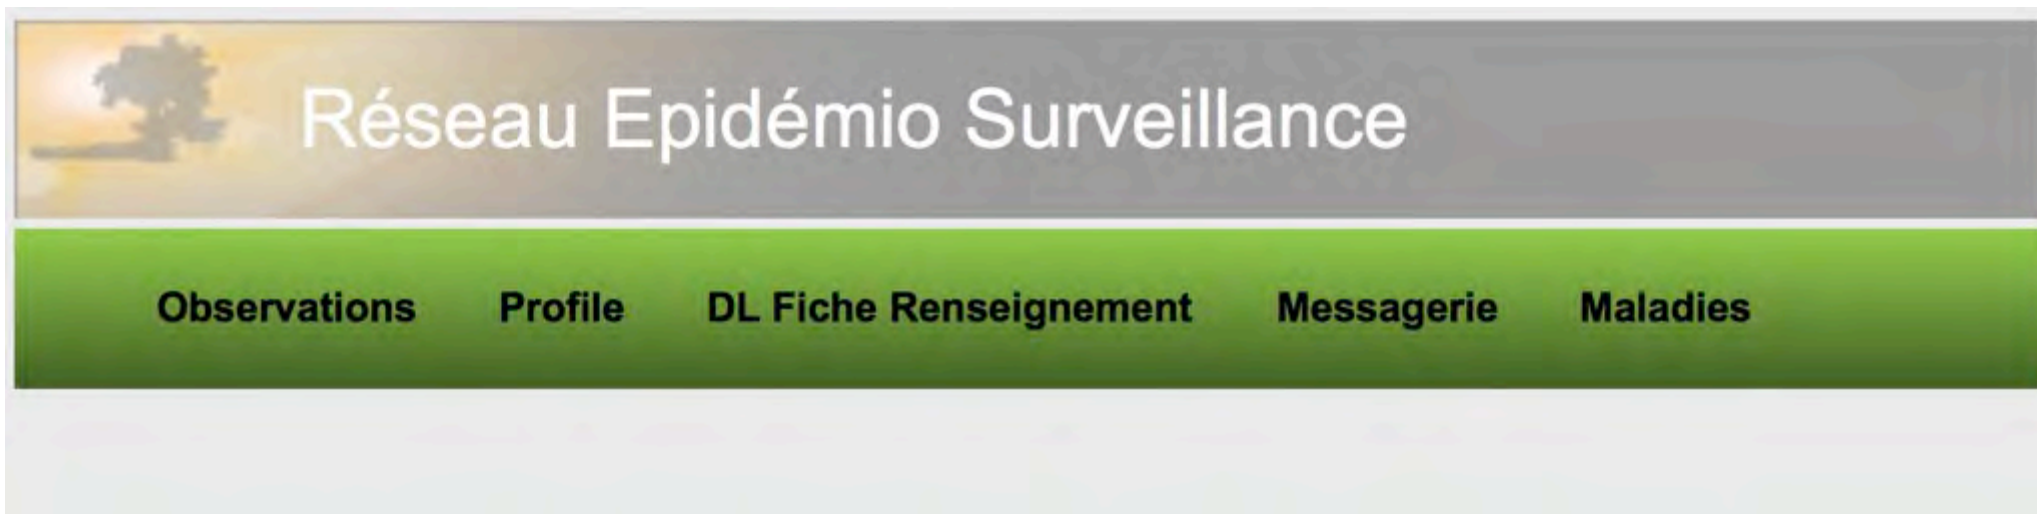 Réseau Epidémio Surveillance
Observations Profile DL Fiche Renseignement Messagerie Maladies